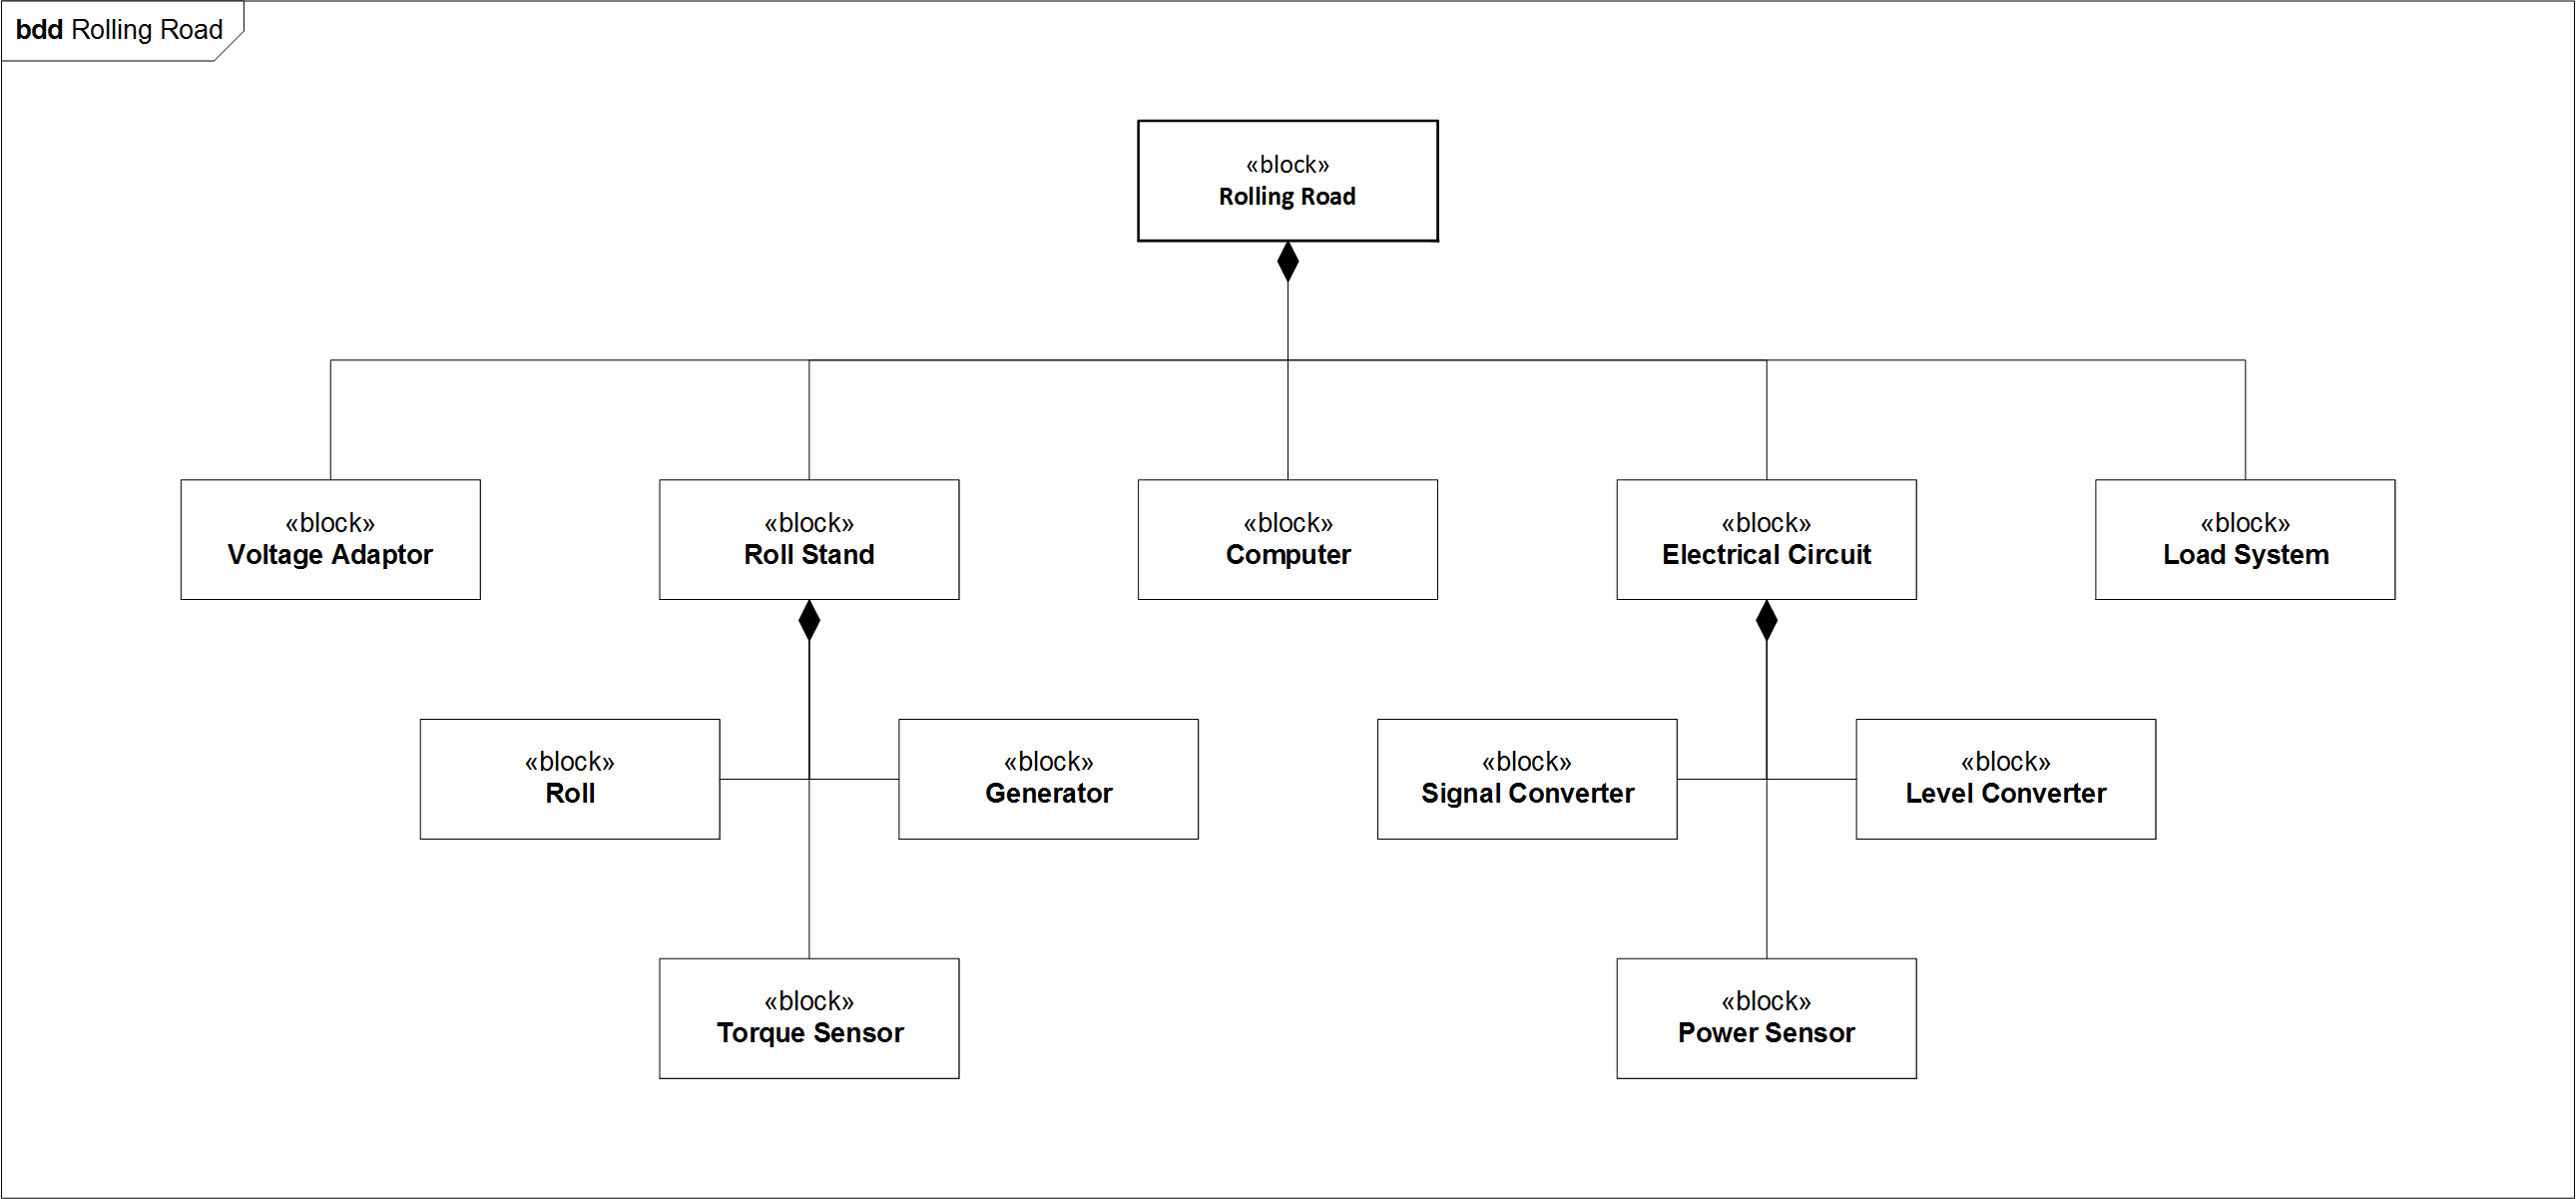 bdd Rolling Road
«block»
Rolling Road
«block»
Voltage Adaptor
«block»
Roll Stand
«block»
Computer
«block»
Electrical Circuit
«block»
Load System
«block»
Roll
«block»
Generator
«block»
Signal Converter
«block»
Level Converter
«block»
Torque Sensor
«block»
Power Sensor